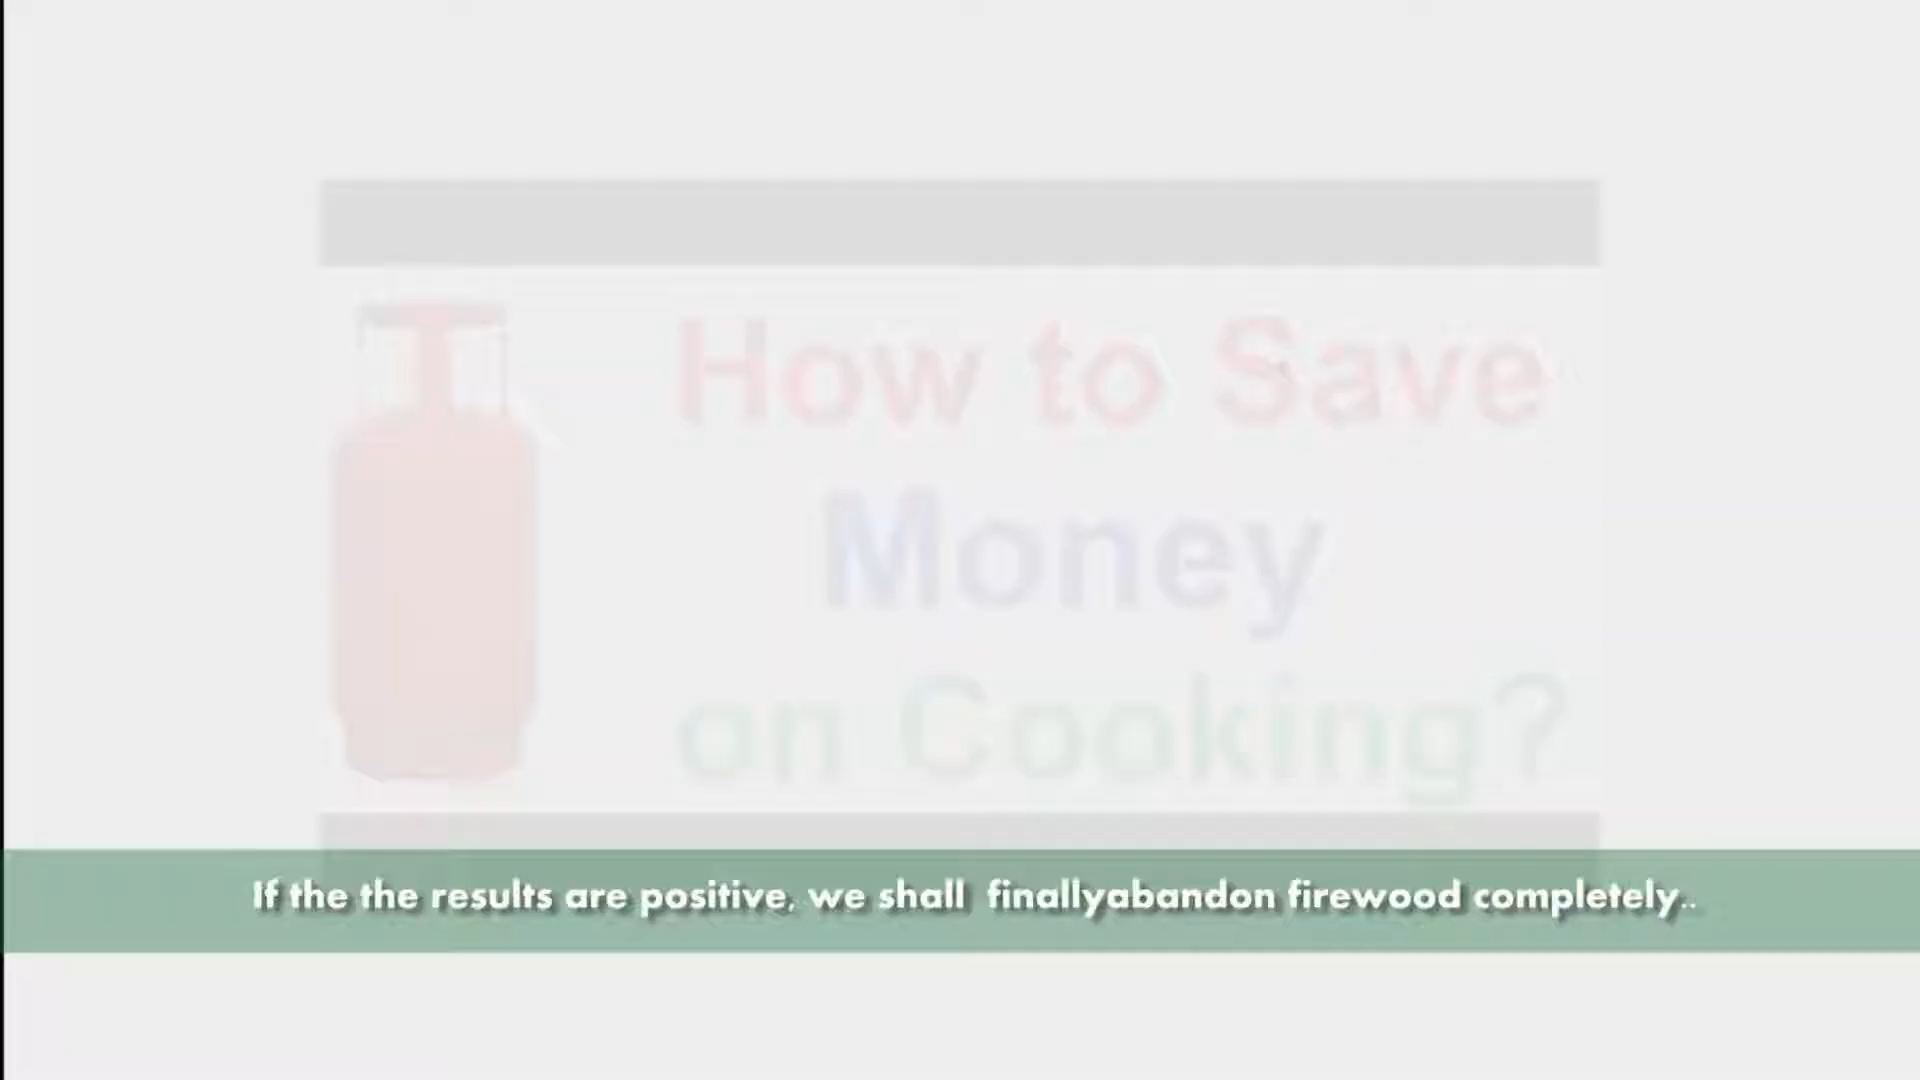 How to Save
Money
on Cooking?
If the the results are positive, we shall finallyabandon firewood completely..